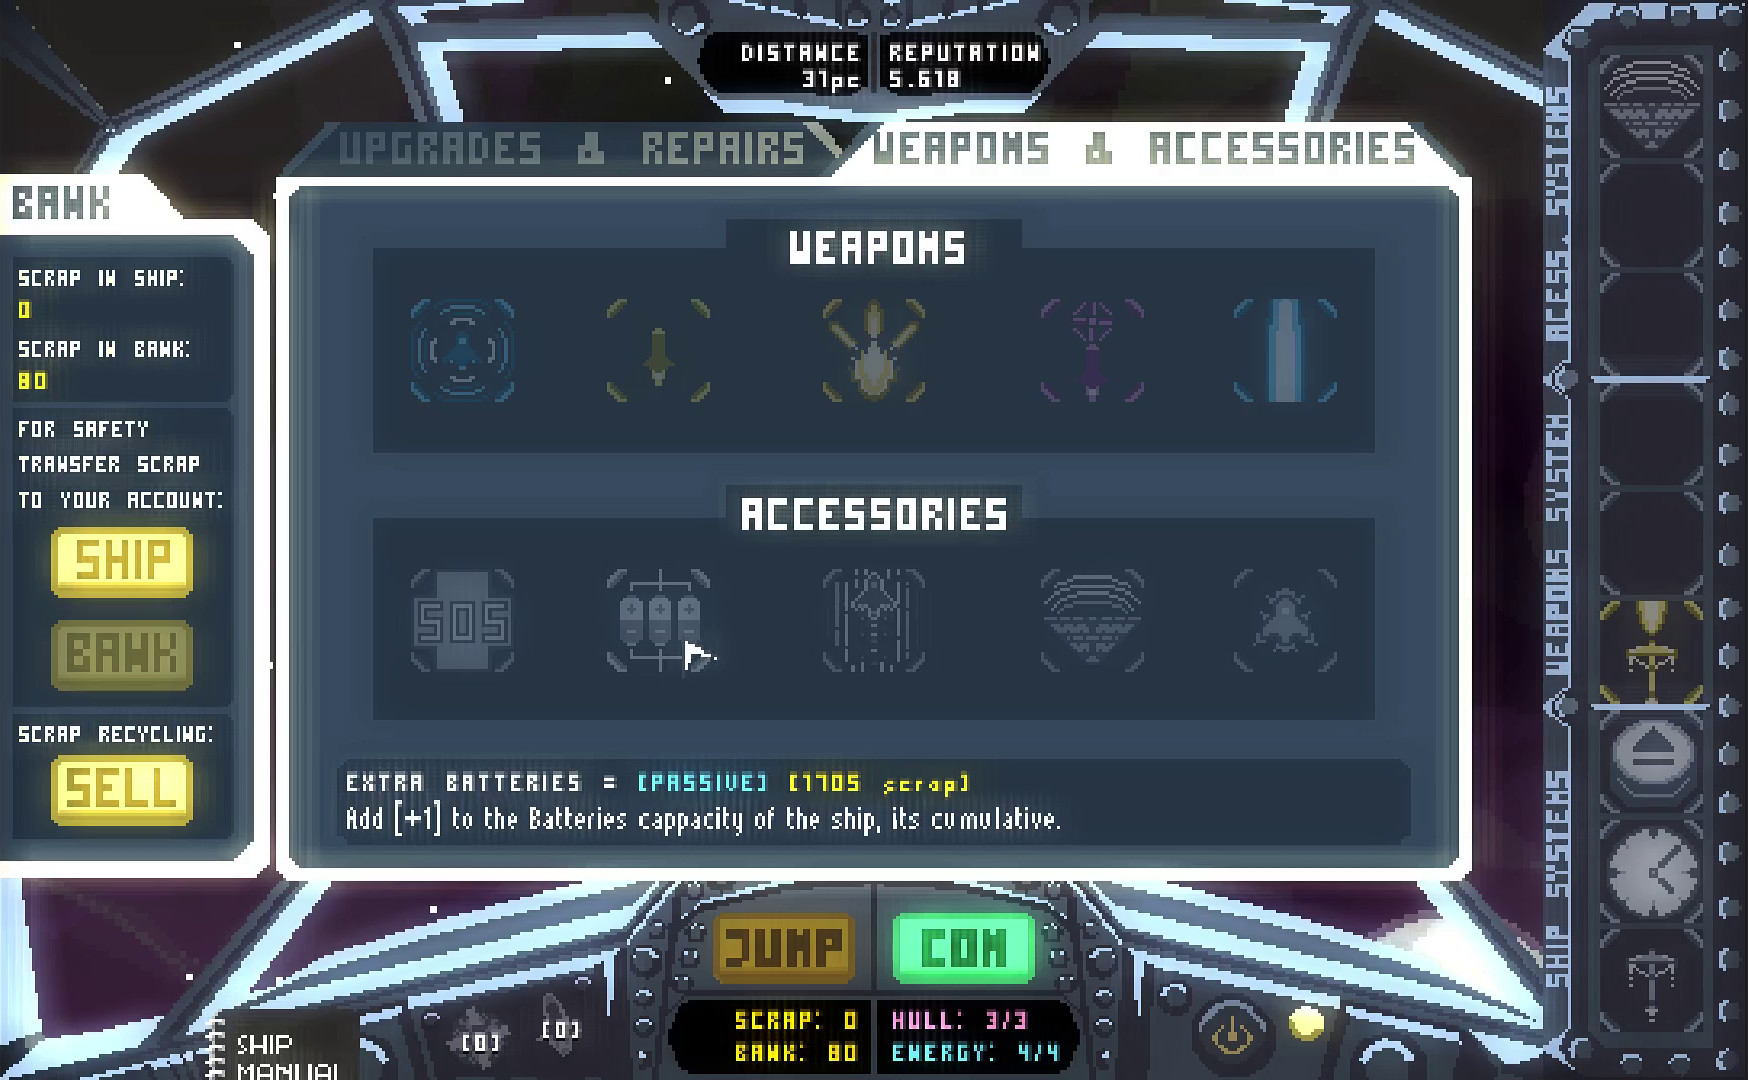 DISTANCE
31pc
REPUTATION
5.618
UPGRADES & REPAIRS
WEAPONS & ACCESSORIES
BANK
SCRAP IN SHIP:
0
SCRAP IN BANK:
80
FOR SAFETY
TRANSFER SCRAP
TO YOUR ACCOUNT:
SHIP
BANK
SCRAP RECYCLING:
SELL
WEAPONS
ACCESSORIES
SOS
EXTRA BATTERIES = [PASSIVE] [1705 scrap]
Add [+1] to the Batteries cappacity of the ship, its cumulative.
ACESS. SYSTEMS
WEAPONS SYSTEM
SHIP SYSTEMS
JUMP
COM
SCRAP: 0
BANK: 80
HULL: 3/3
ENERGY: 4/4
[0]
[0]
SHIP
MANUAL